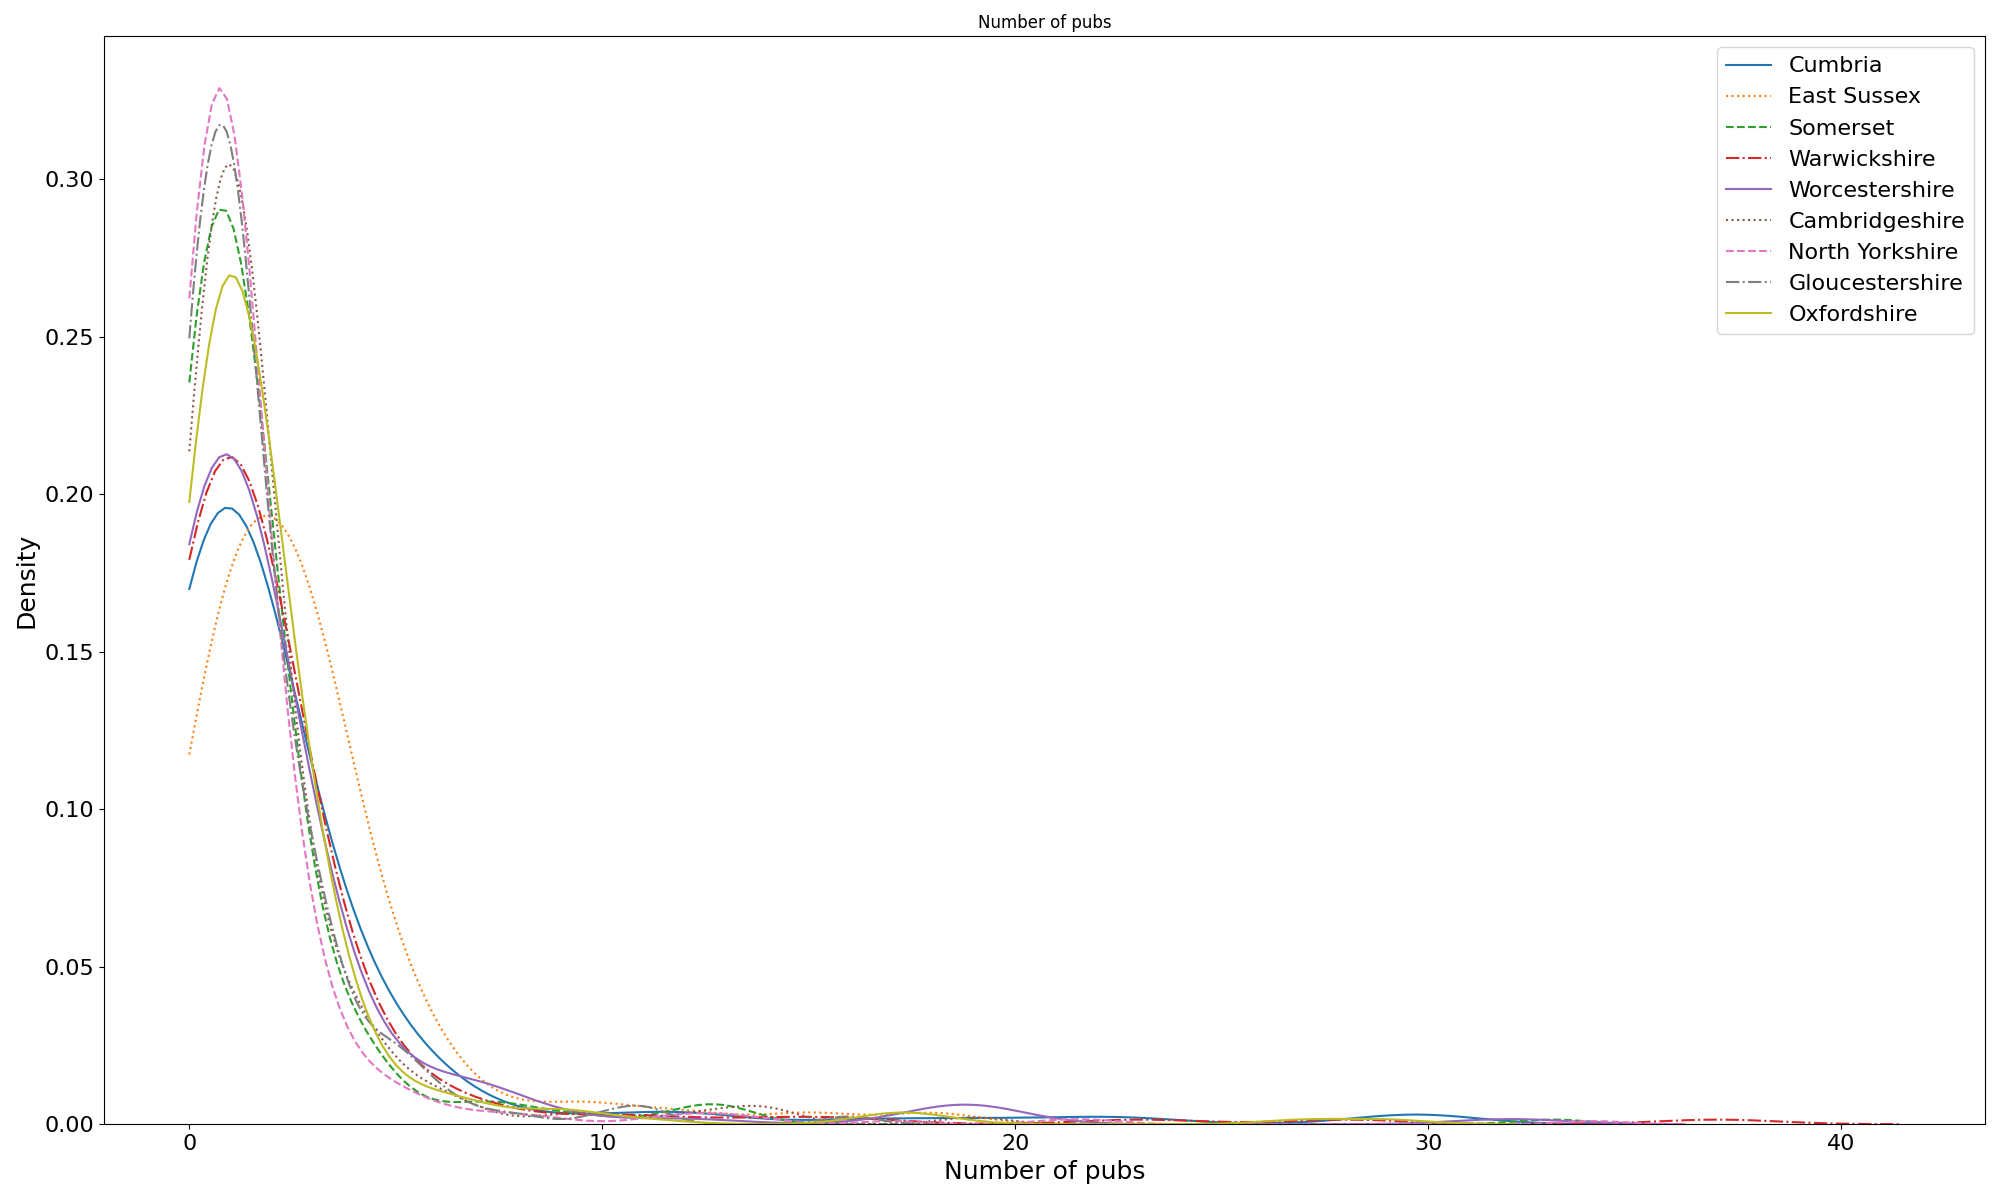 Number of pubs
Cumbria
East Sussex
Somerset
Warwickshire
Worcestershire
Cambridgeshire
North Yorkshire
Gloucestershire
Oxfordshire
0.30
0.25
0.20
0.15
0.10
0.05
0.00
Density
0 10 20 30 40
Number of pubs